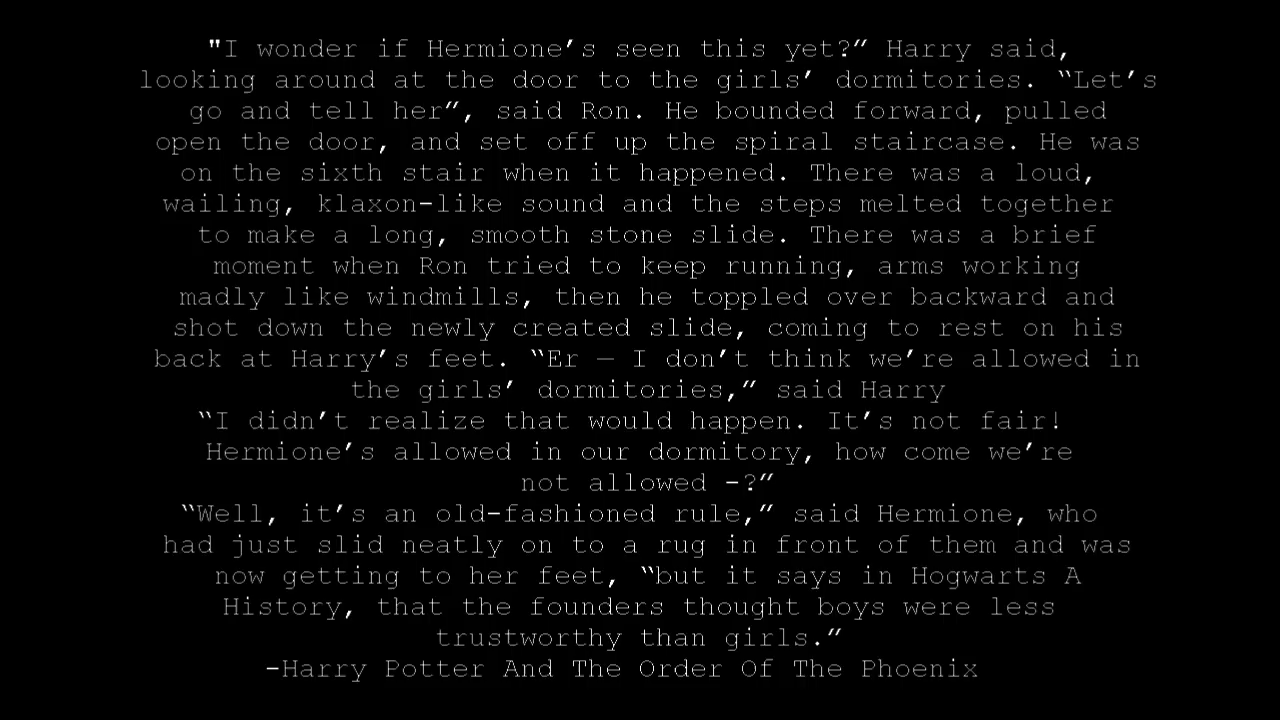 "I wonder if Hermione’s seen this yet?” Harry said,
looking around at the door to the girls’ dormitories. “Let’s
go and tell her”, said Ron. He bounded forward, pulled
open the door, and set off up the spiral staircase. He was
on the sixth stair when it happened. There was a loud,
wailing, klaxon-like sound and the steps melted together
to make a long, smooth stone slide. There was a brief
moment when Ron tried to keep running, arms working
madly like windmills, then he toppled over backward and
shot down the newly created slide, coming to rest on his
back at Harry’s feet. “Er — I don’t think we’re allowed in
the girls’ dormitories,” said Harry
“I didn’t realize that would happen. It’s not fair!
Hermione’s allowed in our dormitory, how come we’re
not allowed -?”
“Well, it’s an old-fashioned rule,” said Hermione, who
had just slid neatly on to a rug in front of them and was
now getting to her feet, “but it says in Hogwarts A
History, that the founders thought boys were less
trustworthy than girls.”
-Harry Potter And The Order Of The Phoenix